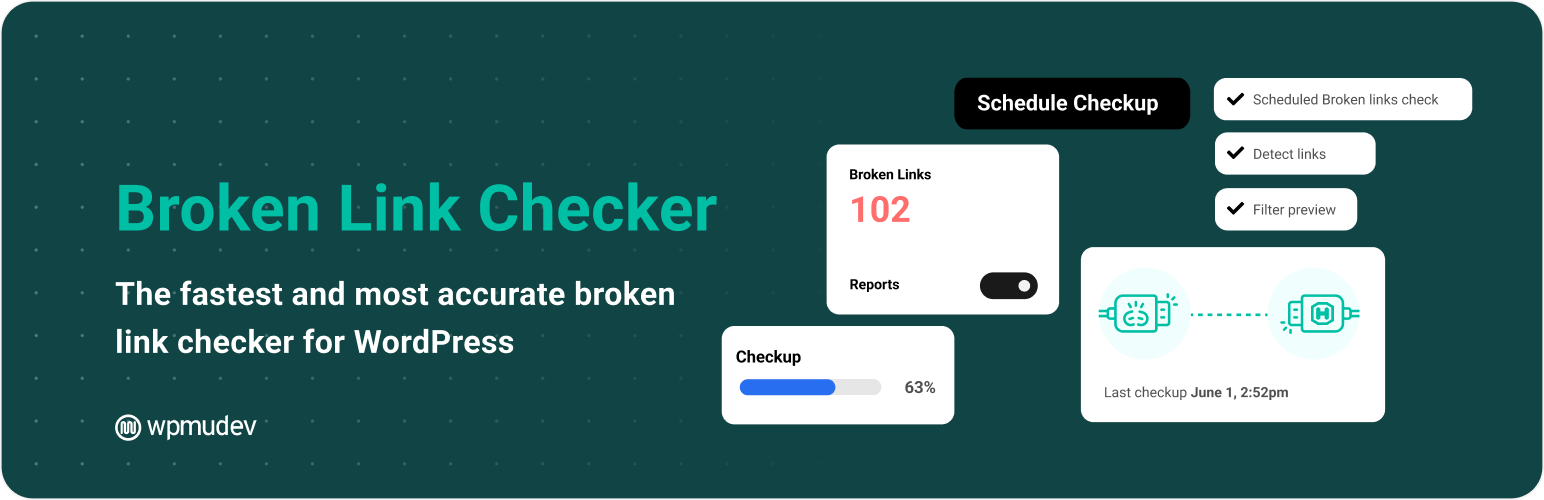 Broken Link Checker
The fastest and most accurate broken
link checker for WordPress
wpmudev
Schedule Checkup
Scheduled Broken links check
Detect links
Filter preview
Broken Links
102
Reports
Checkup
63%
Last checkup June 1, 2:52pm